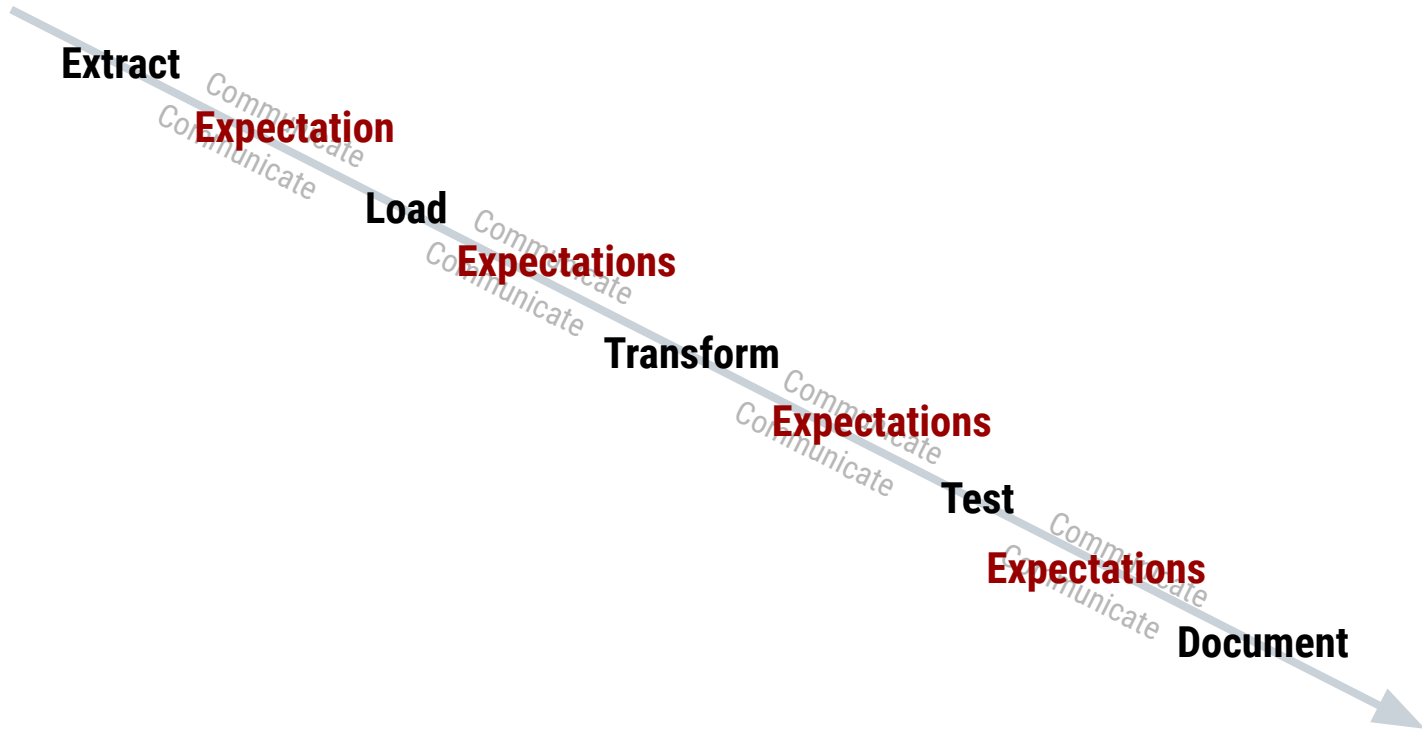 Extract
Communicate
Expectation
Communicate
Load
Communicate
Expectations
Communicate
Transform
Communicate
Expectations
Communicate
Test
Communicate
Expectations
Communicate
Document